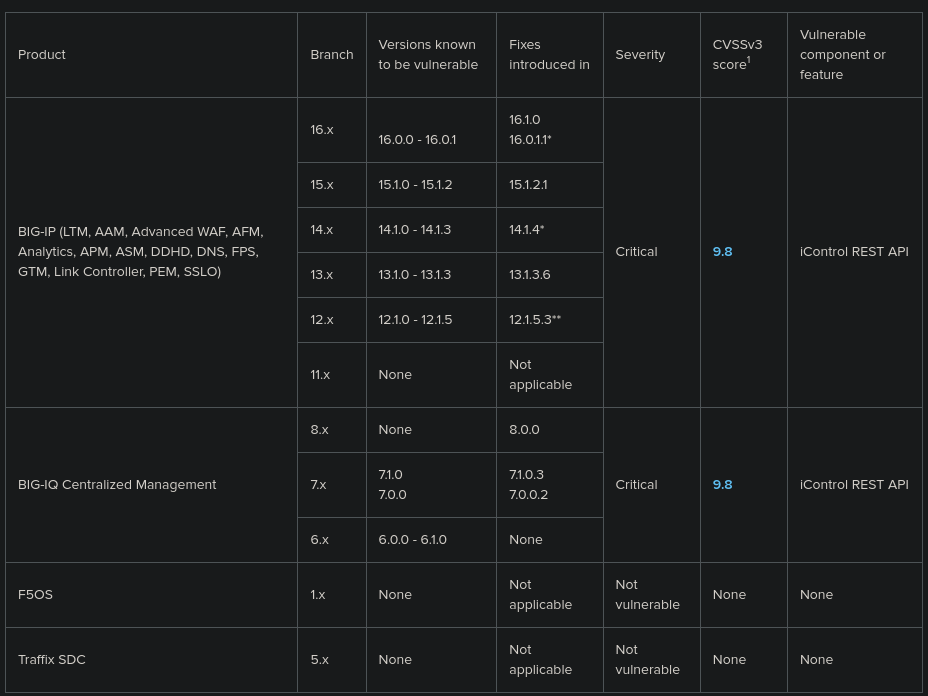 Product
Branch
Versions known
to be vulnerable
Fixes
introduced in
Severity
CVSSv3
score1
Vulnerable
component or
feature
BIG-IP (LTM, AAM, Advanced WAF, AFM,
Analytics, APM, ASM, DDHD, DNS, FPS,
GTM, Link Controller, PEM, SSLO)
16.x
16.0.0 - 16.0.1
16.1.0
16.0.1.1*
Critical
9.8
iControl REST API
15.x
15.1.0 - 15.1.2
15.1.2.1
14.x
14.1.0 - 14.1.3
14.1.4*
13.x
13.1.0 - 13.1.3
13.1.3.6
12.x
12.1.0 - 12.1.5
12.1.5.3**
11.x
None
Not
applicable
BIG-IQ Centralized Management
8.x
None
8.0.0
Critical
9.8
iControl REST API
7.x
7.1.0
7.0.0
7.1.0.3
7.0.0.2
6.x
6.0.0 - 6.1.0
None
F5OS
1.x
None
Not
applicable
Not
vulnerable
None
None
Traffix SDC
5.x
None
Not
applicable
Not
vulnerable
None
None